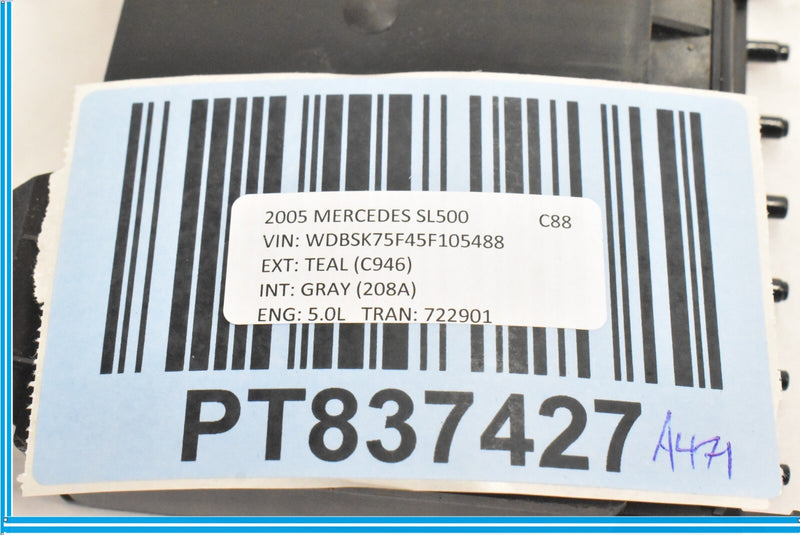 2005 MERCEDES SL500 C88
VIN: WDBSK75F45F105488
EXT: TEAL (C946)
INT: GRAY (208A)
ENG: 5.0L TRAN: 722901
PT837427
A471